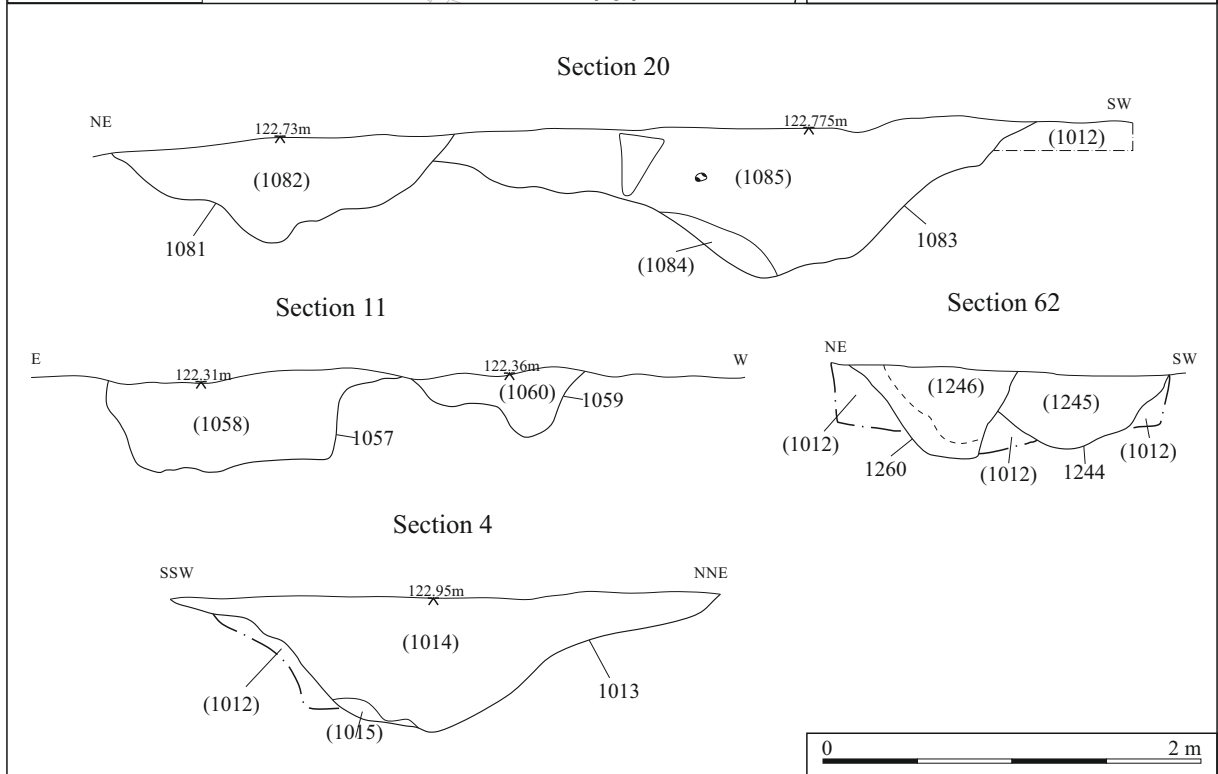 Section 20
NE
SW
122.73m
122.775m
(1012)
(1082)
(1085)
1081
1083
(1084)
Section 11
Section 62
E
W
NE
SW
122.31m
122.36m
(1060)
1059
(1058)
1057
(1246)
(1245)
(1012)
1260
(1012)
1244
(1012)
Section 4
SSW
NNE
122.95m
(1014)
(1012)
1013
(1015)
0
2 m